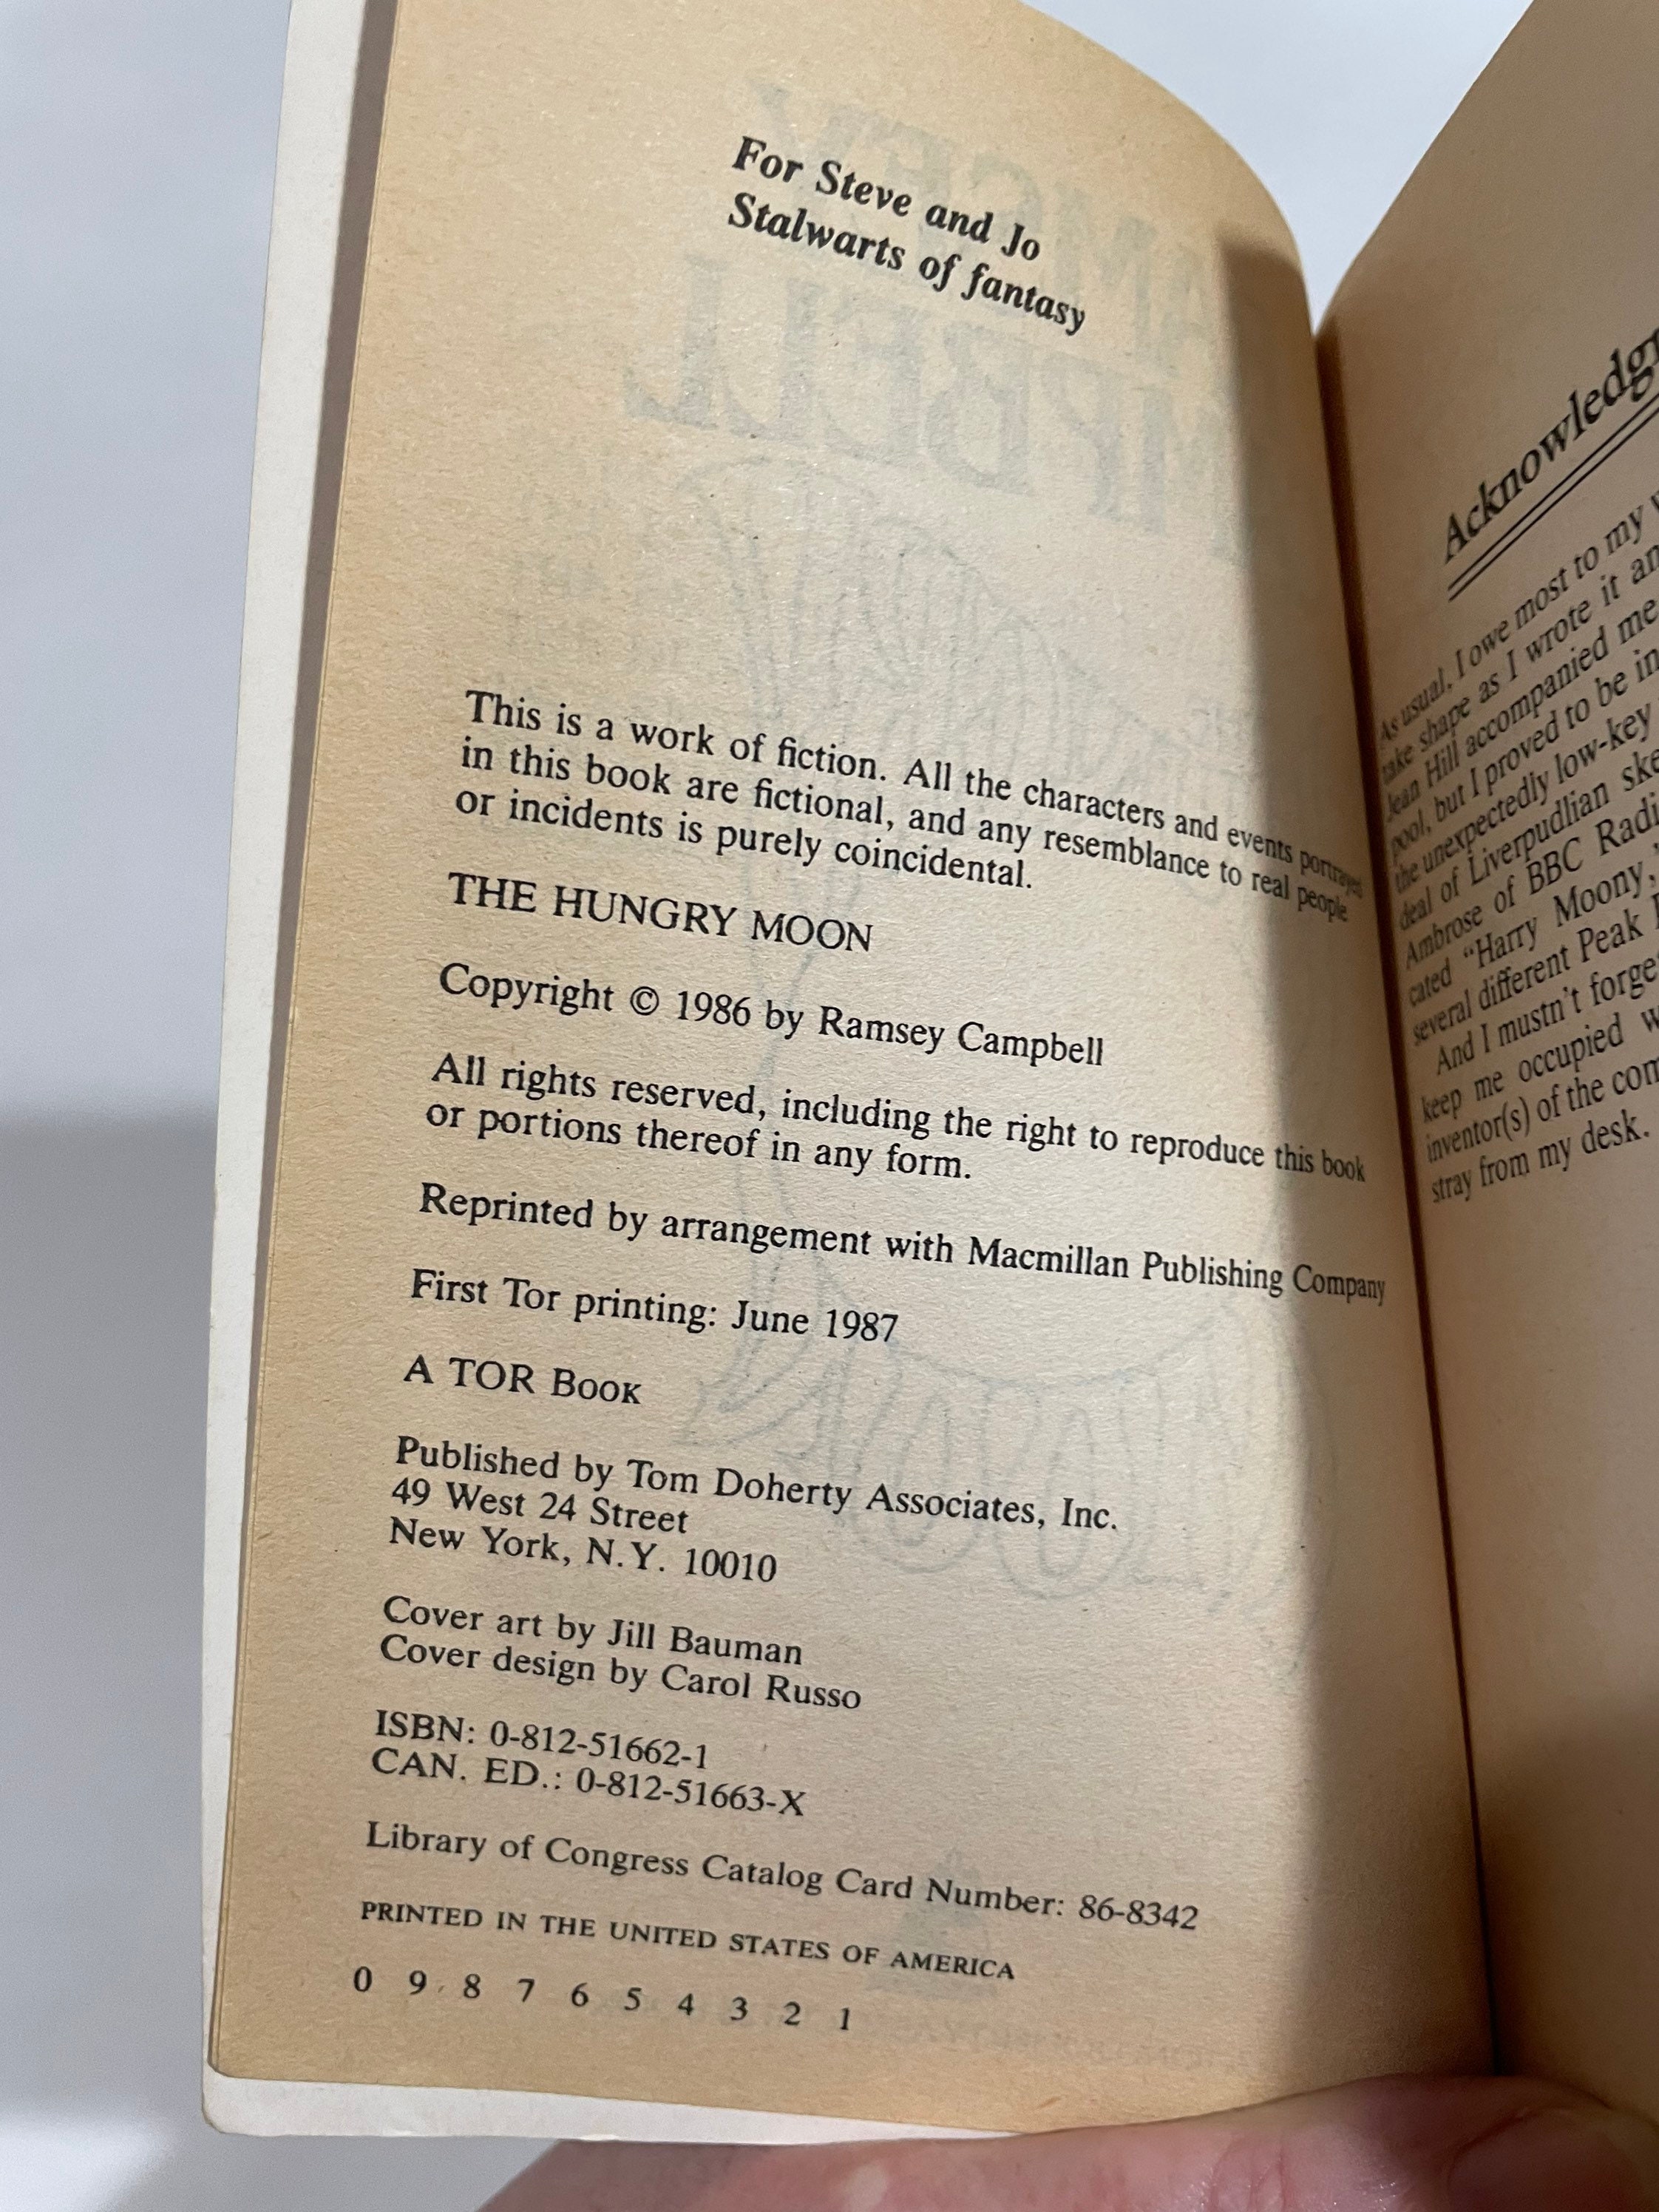 For Steve and Jo
Stalwarts of fantasy
This is a work of fiction. All the characters and events portrayed
in this book are fictional, and any resemblance to real people
or incidents is purely coincidental.
THE HUNGRY MOON
Copyright © 1986 by Ramsey Campbell
All rights reserved, including the right to reproduce this book
or portions thereof in any form.
Reprinted by arrangement with Macmillan Publishing Company
First Tor printing: June 1987
A TOR BOOK
Published by Tom Doherty Associates, Inc.
49 West 24 Street
New York, N.Y. 10010
Cover art by Jill Bauman
Cover design by Carol Russo
ISBN: 0-812-51662-1
CAN. ED.: 0-812-51663-X
Library of Congress Catalog Card Number: 86-8342
PRINTED IN THE UNITED STATES OF AMERICA
0 9 8 7 6 5 4 3 2 1
As usual, I owe most to my
take shape as I wrote it
Jean Hill accompanied me
pool, but I proved to be
the unexpectedly low-key
deal of Liverpudlian
Ambrose of BBC
cated "Harry Moony,
several different Peak
And I mustn't
keep me occupied
inventor(s) of the
stray from my desk.